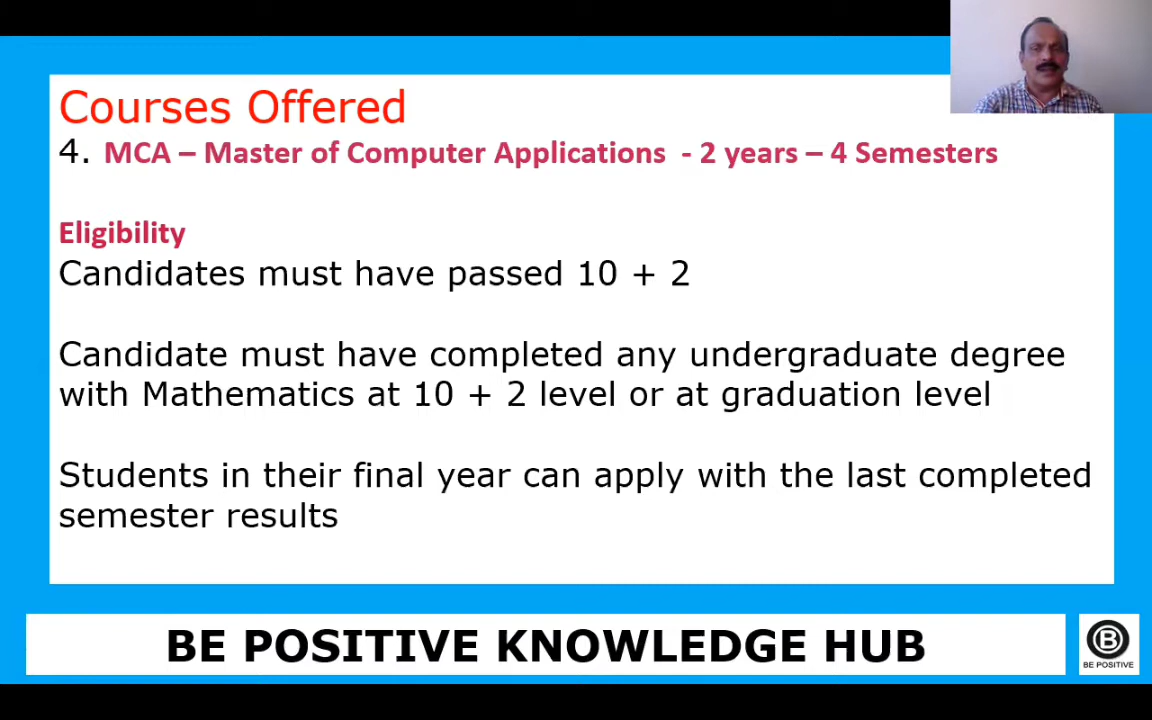 Courses Offered
4. MCA – Master of Computer Applications - 2 years – 4 Semesters
Eligibility
Candidates must have passed 10 + 2
Candidate must have completed any undergraduate degree
with Mathematics at 10 + 2 level or at graduation level
Students in their final year can apply with the last completed
semester results
BE POSITIVE KNOWLEDGE HUB
B
BE POSITIVE